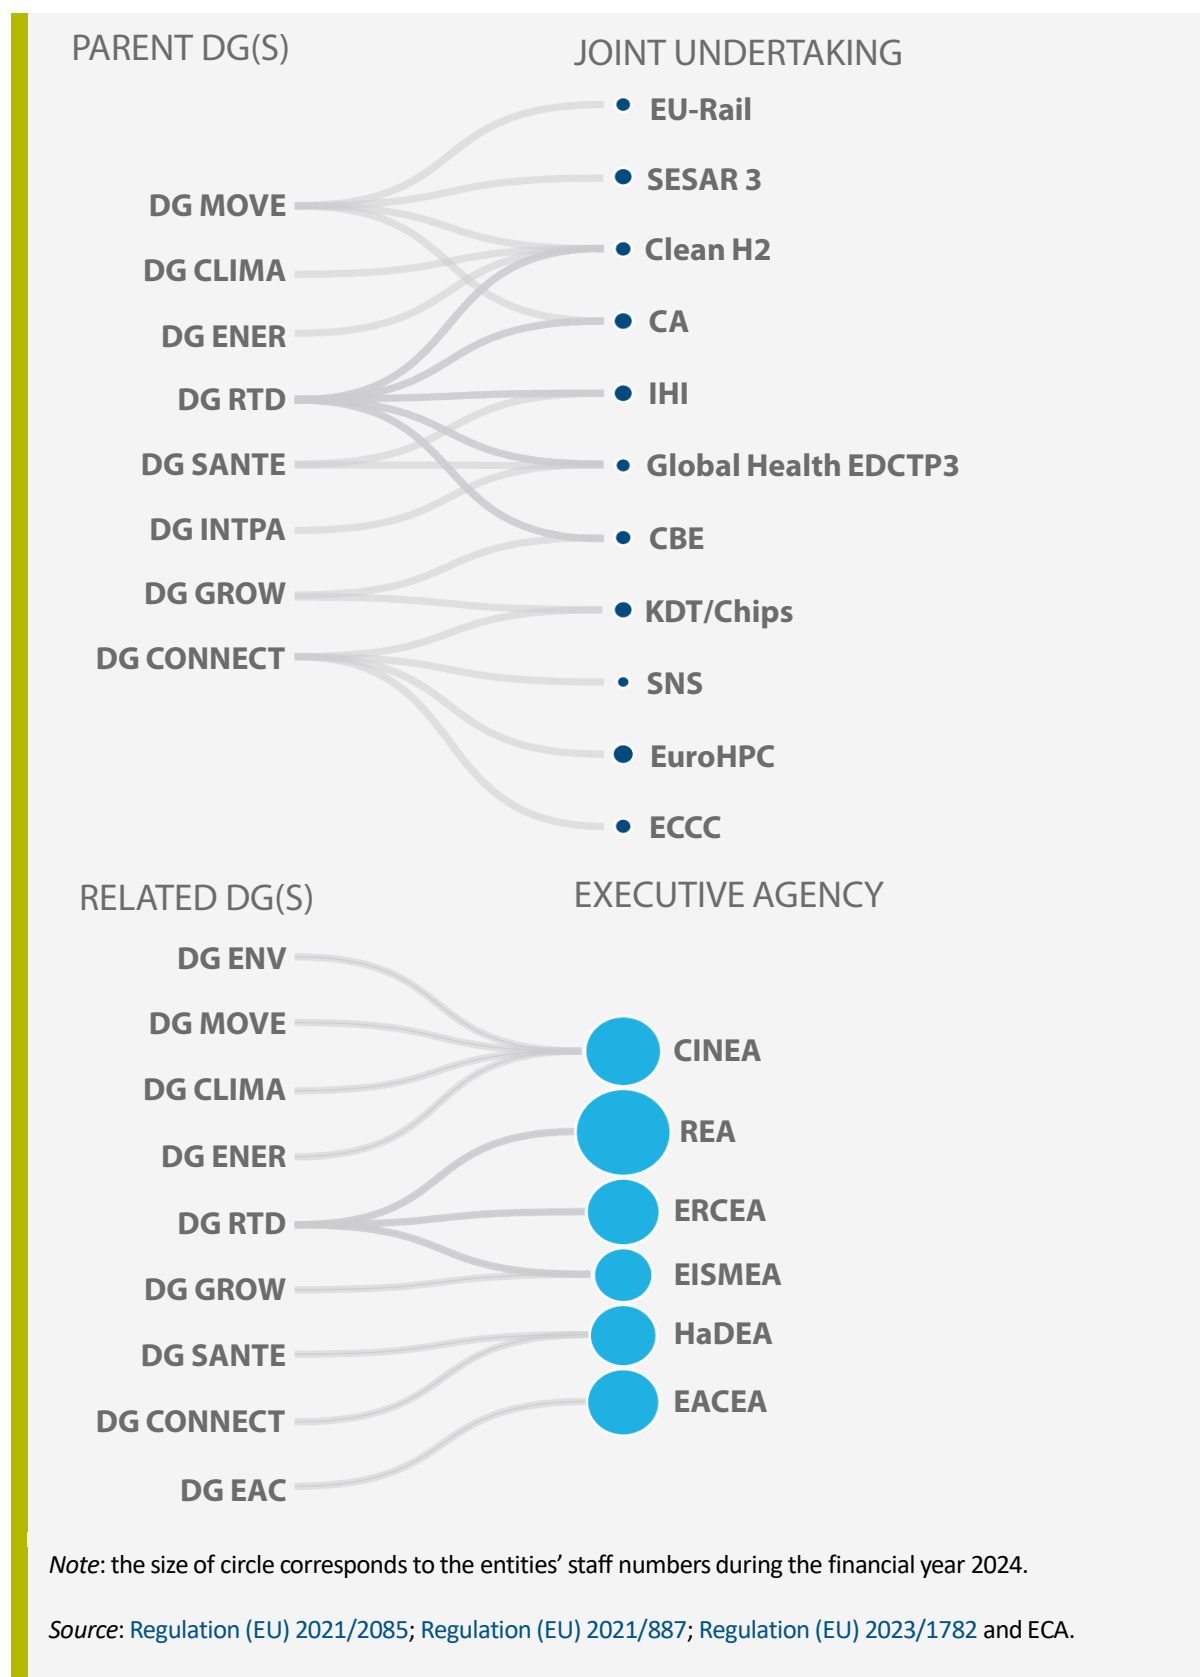 PARENT DG(S)
JOINT UNDERTAKING
DG MOVE
DG CLIMA
DG ENER
DG RTD
DG SANTE
DG INTPA
DG GROW
DG CONNECT
EU-Rail
SESAR 3
Clean H2
CA
IHI
Global Health EDCTP3
CBE
KDT/Chips
SNS
EuroHPC
ECCC
RELATED DG(S)
EXECUTIVE AGENCY
DG ENV
DG MOVE
DG CLIMA
DG ENER
DG RTD
DG GROW
DG SANTE
DG CONNECT
DG EAC
CINEA
REA
ERCEA
EISMEA
HaDEA
EACEA
Note: the size of circle corresponds to the entities’ staff numbers during the financial year 2024.
Source: Regulation (EU) 2021/2085; Regulation (EU) 2021/887; Regulation (EU) 2023/1782 and ECA.